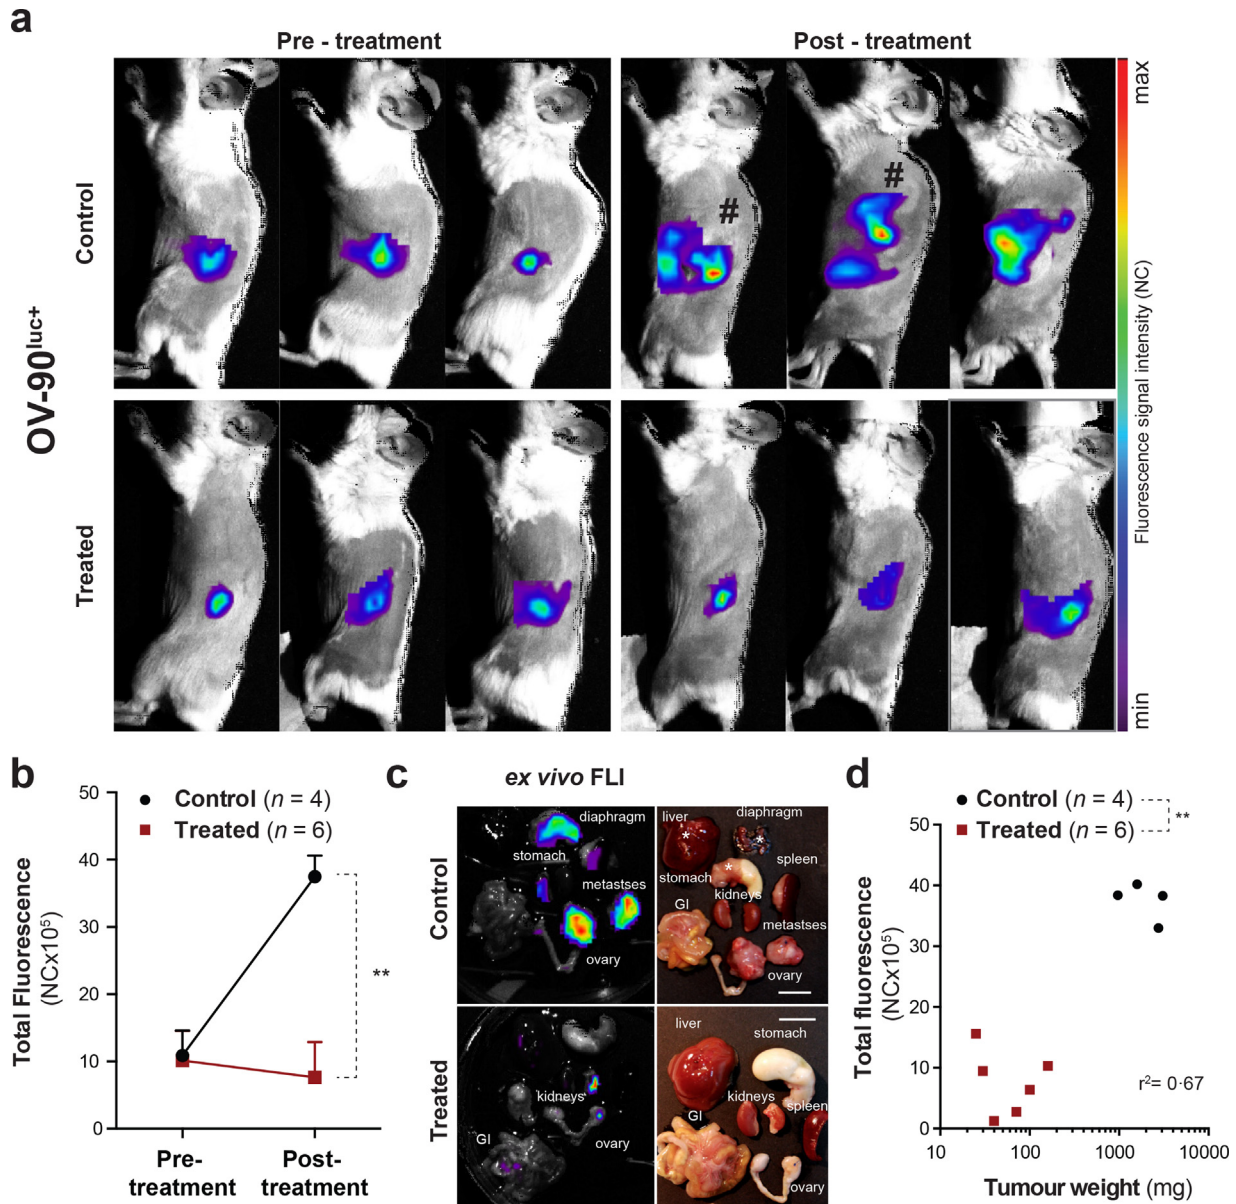 a
Pre - treatment
Post - treatment
OV-90luc+
Control
#
#
Treated
max
Fluorescence signal intensity (NC)
min
b
Total Fluorescence
(NCx10⁵)
50
40
30
20
10
0
Control (n = 4)
Treated (n = 6)
**
Pre-
treatment
Post-
treatment
c
ex vivo FLI
Control
diaphragm
stomach
metastses
ovary
liver
diaphragm
*
*
*
spleen
stomach
kidneys
GI
metastses
ovary
Treated
kidneys
GI
ovary
liver
stomach
kidneys
spleen
GI
ovary
d
Control (n = 4)
Treated (n = 6)
**
Total fluorescence
(NCx10⁵)
50
40
30
20
10
0
r²= 0·67
10
100
1000
10000
Tumour weight (mg)